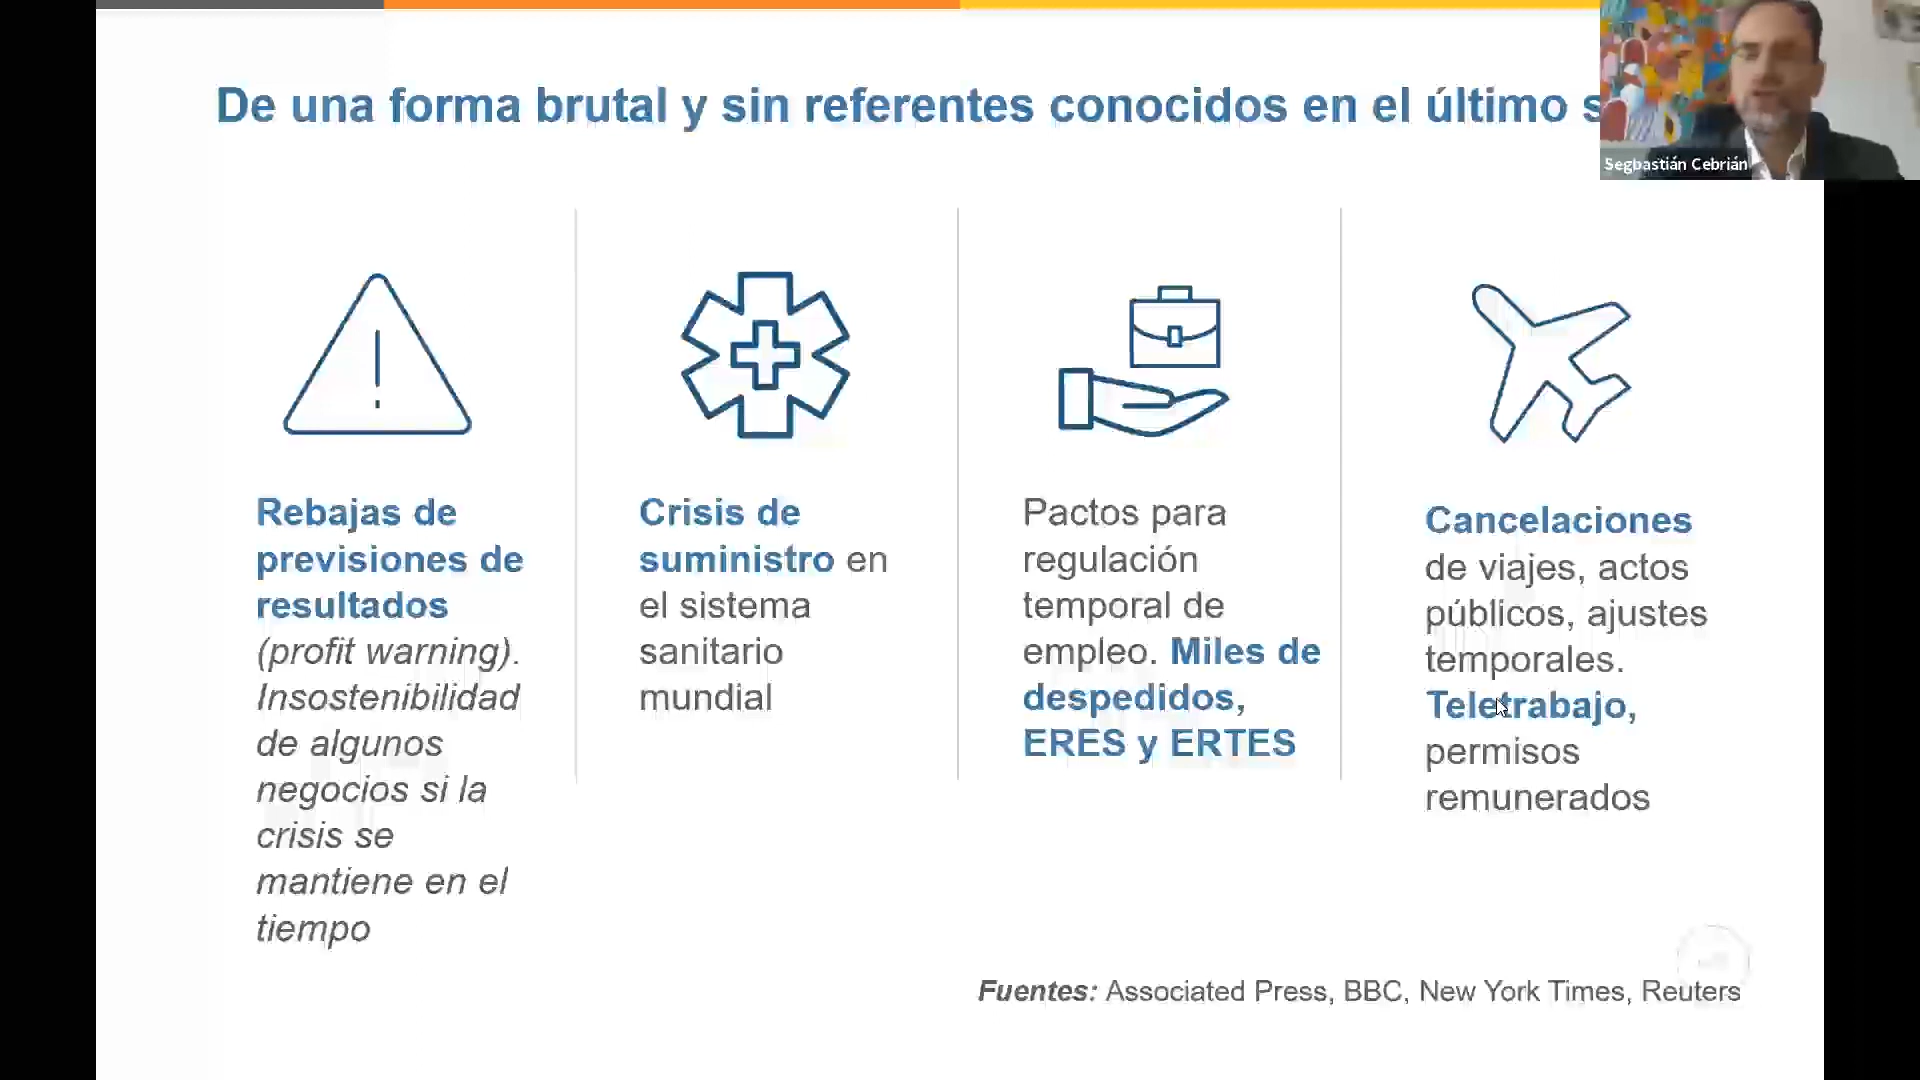 De una forma brutal y sin referentes conocidos en el último s
Segbastián Cebrián
Rebajas de
previsiones de
resultados
(profit warning).
Insostenibilidad
de algunos
negocios si la
crisis se
mantiene en el
tiempo
Crisis de
suministro en
el sistema
sanitario
mundial
Pactos para
regulación
temporal de
empleo. Miles de
despedidos,
ERES y ERTES
Cancelaciones
de viajes, actos
públicos, ajustes
temporales.
Teletrabajo,
permisos
remunerados
Fuentes: Associated Press, BBC, New York Times, Reuters